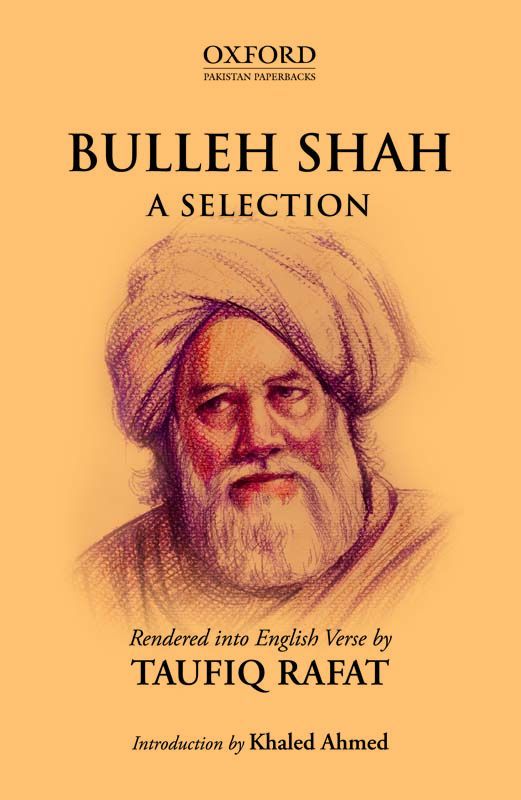 OXFORD
PAKISTAN PAPERBACKS
BULLEH SHAH
A SELECTION
Rendered into English Verse by
TAUFIQ RAFAT
Introduction by Khaled Ahmed